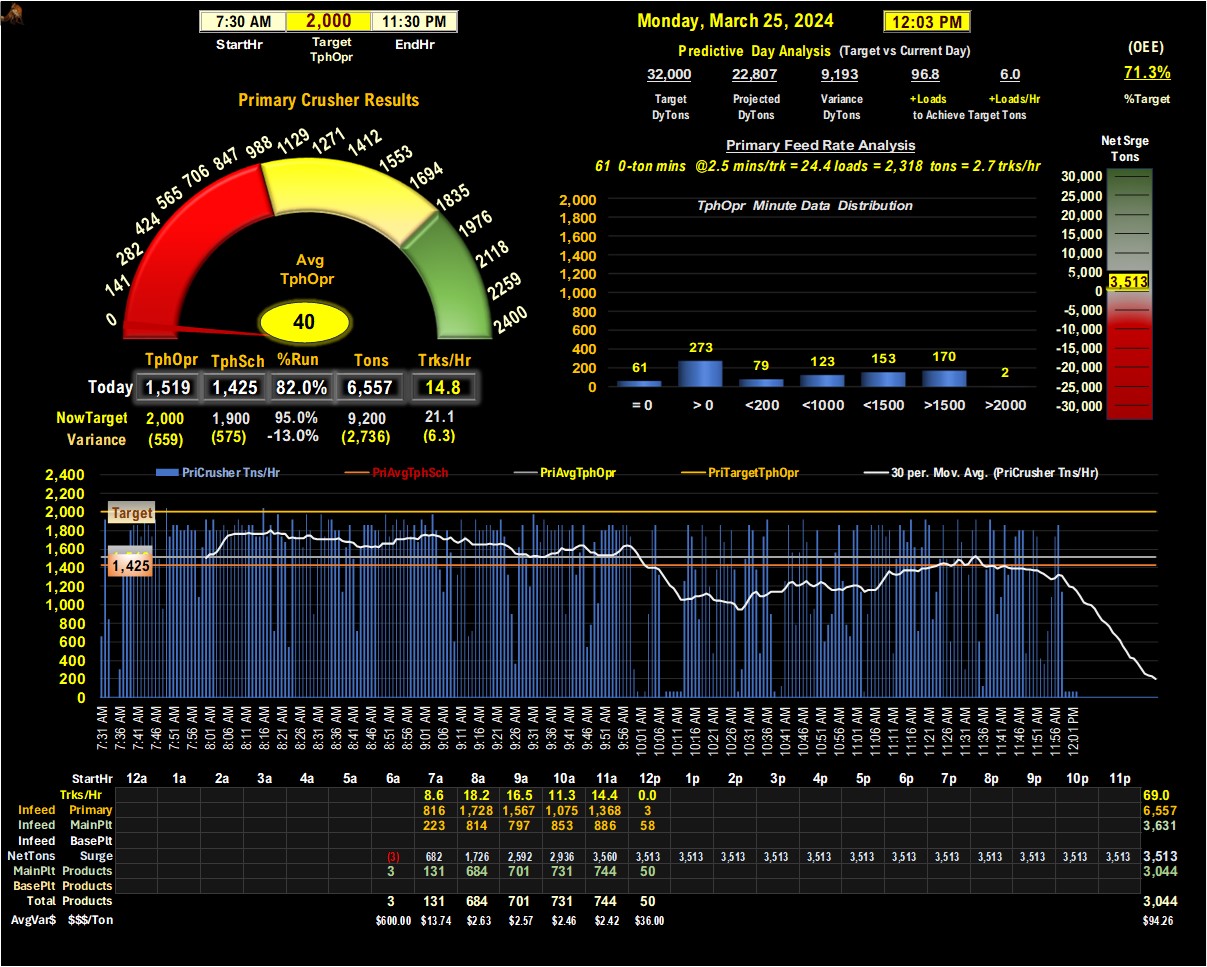 7:30 AM 2,000 11:30 PM
StartHr Target TphOpr EndHr
Monday, March 25, 2024 12:03 PM
Predictive Day Analysis (Target vs Current Day)
32,000 22,807 9,193 96.8 6.0
Target DyTons Projected DyTons Variance DyTons +Loads +Loads/Hr
to Achieve Target Tons
(OEE)
71.3%
%Target
Primary Crusher Results
0 141 282 424 565 706 847 988 1129 1271 1412 1553 1694 1835 1976 2118 2259 2400
Avg
TphOpr
40
TphOpr TphSch %Run Tons Trks/Hr
Today 1,519 1,425 82.0% 6,557 14.8
NowTarget 2,000 1,900 95.0% 9,200 21.1
Variance (559) (575) -13.0% (2,736) (6.3)
Primary Feed Rate Analysis
61 0-ton mins @2.5 mins/trk = 24.4 loads = 2,318 tons = 2.7 trks/hr
TphOpr Minute Data Distribution
2,000
1,800
1,600
1,400
1,200
1,000
800
600
400
200
0
61 273 79 123 153 170 2
= 0 > 0 <200 <1000 <1500 >1500 >2000
Net Srge
Tons
30,000
25,000
20,000
15,000
10,000
5,000
3,513
0
-5,000
-10,000
-15,000
-20,000
-25,000
-30,000
PriCrusher Tns/Hr PriAvgTphSch PriAvgTphOpr PriTargetTphOpr 30 per. Mov. Avg. (PriCrusher Tns/Hr)
2,400
2,200
2,000
1,800
1,600
1,400
1,200
1,000
800
600
400
200
0
Target
1,425
7:31 AM 7:36 AM 7:41 AM 7:46 AM 7:51 AM 7:56 AM 8:01 AM 8:06 AM 8:11 AM 8:16 AM 8:21 AM 8:26 AM 8:31 AM 8:36 AM 8:41 AM 8:46 AM 8:51 AM 8:56 AM 9:01 AM 9:06 AM 9:11 AM 9:16 AM 9:21 AM 9:26 AM 9:31 AM 9:36 AM 9:41 AM 9:46 AM 9:51 AM 9:56 AM 10:01 AM 10:06 AM 10:11 AM 10:16 AM 10:21 AM 10:26 AM 10:31 AM 10:36 AM 10:41 AM 10:46 AM 10:51 AM 10:56 AM 11:01 AM 11:06 AM 11:11 AM 11:16 AM 11:21 AM 11:26 AM 11:31 AM 11:36 AM 11:41 AM 11:46 AM 11:51 AM 11:56 AM 12:01 PM
StartHr 12a 1a 2a 3a 4a 5a 6a 7a 8a 9a 10a 11a 12p 1p 2p 3p 4p 5p 6p 7p 8p 9p 10p 11p
Trks/Hr 8.6 18.2 16.5 11.3 14.4 0.0 69.0
Infeed Primary 816 1,728 1,567 1,075 1,368 3 6,557
Infeed MainPlt 223 814 797 853 886 58 3,631
Infeed BasePlt
NetTons Surge (3) 682 1,726 2,592 2,936 3,560 3,513 3,513 3,513 3,513 3,513 3,513 3,513 3,513 3,513 3,513 3,513 3,513 3,513
MainPlt Products 3 131 684 701 731 744 50 3,044
BasePlt Products
Total Products 3 131 684 701 731 744 50 3,044
AvgVar$ $$$/Ton $600.00 $13.74 $2.63 $2.57 $2.46 $2.42 $36.00 $94.26